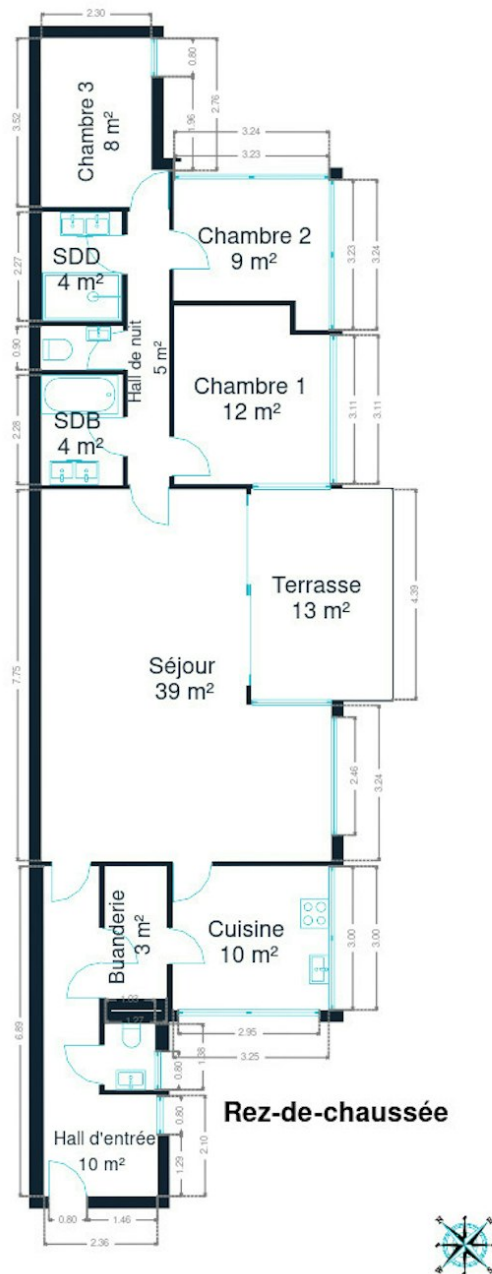 2.30
0.80
Chambre 3
8 m²
3.52
1.96
2.76
3.24
3.23
Chambre 2
9 m²
3.23
3.24
SDD
4 m²
2.27
Hall de nuit
5 m²
0.90
Chambre 1
12 m²
3.11
3.11
SDB
4 m²
2.28
Terrasse
13 m²
4.39
Séjour
39 m²
7.75
2.46
3.24
Buanderie
3 m²
Cuisine
10 m²
3.00
3.00
6.89
1.03
1.27
2.95
3.25
0.80
1.38
Rez-de-chaussée
0.80
2.10
1.29
Hall d'entrée
10 m²
0.80
1.46
2.36